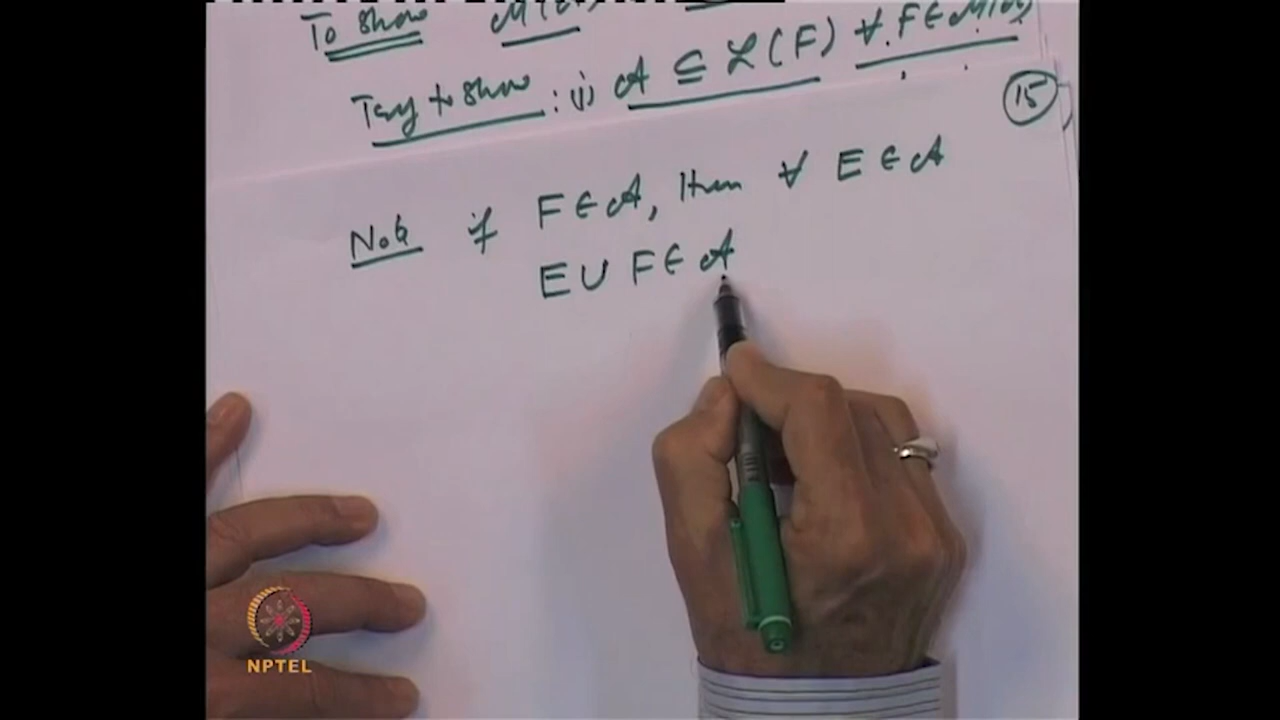 To show M(A)
Try to show : (i) A ⊆ L(F) ∀ F ∈ M(A)
15
Note if F ∈ A, then ∀ E ∈ A
E ∪ F ∈ A
NPTEL